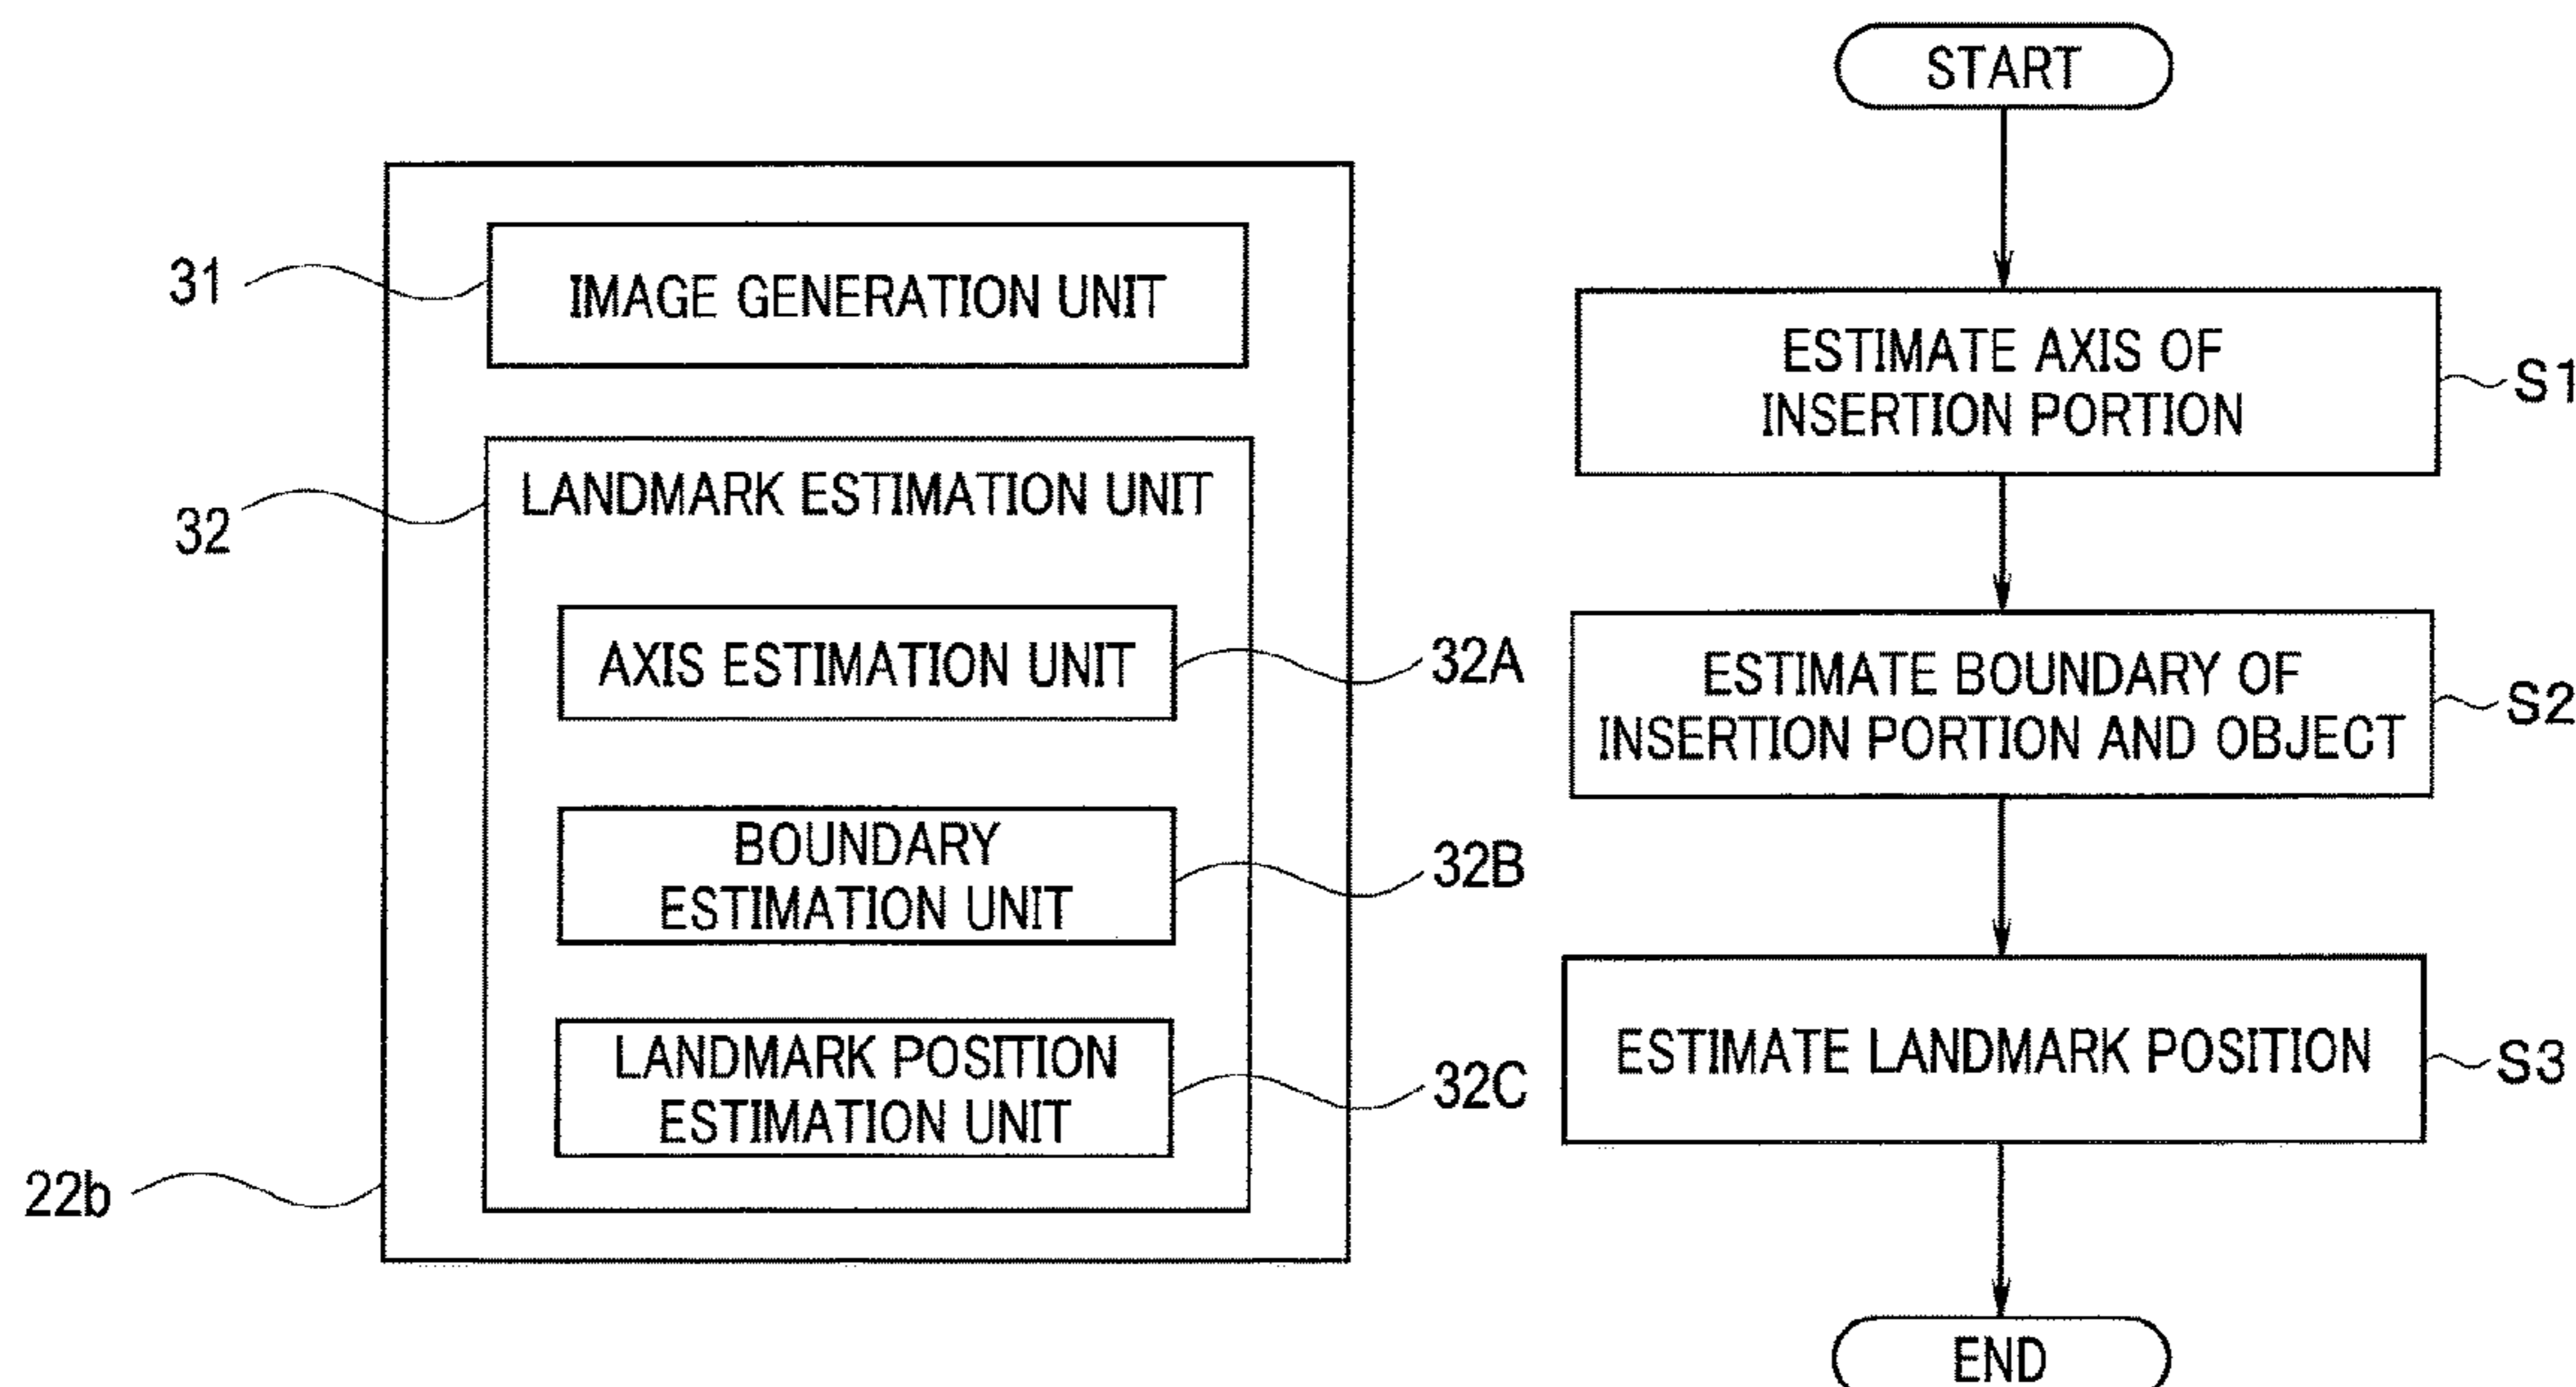 31
IMAGE GENERATION UNIT
32
LANDMARK ESTIMATION UNIT
AXIS ESTIMATION UNIT
32A
BOUNDARY
ESTIMATION UNIT
32B
LANDMARK POSITION
ESTIMATION UNIT
32C
22b
START
ESTIMATE AXIS OF
INSERTION PORTION
S1
ESTIMATE BOUNDARY OF
INSERTION PORTION AND OBJECT
S2
ESTIMATE LANDMARK POSITION
S3
END